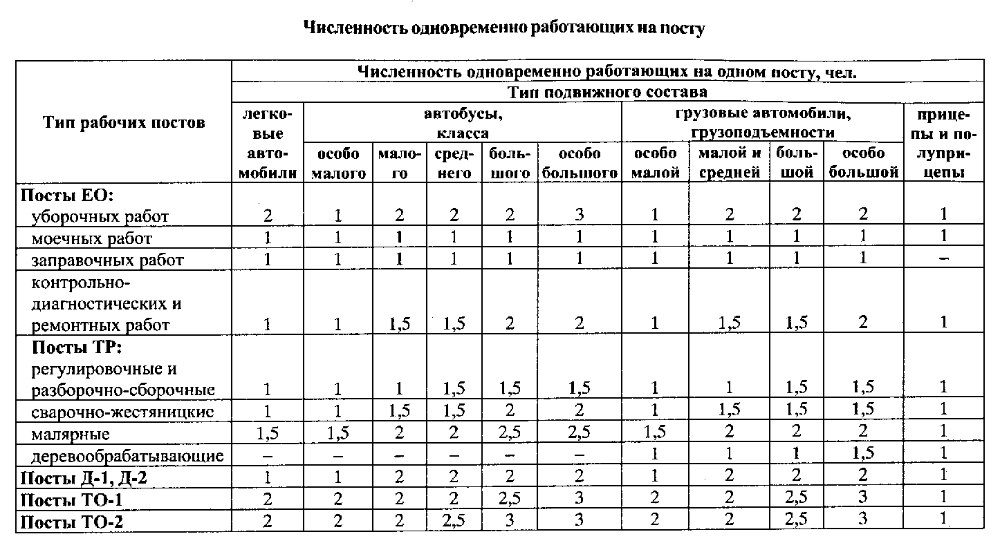 Численность одновременно работающих на посту
Тип рабочих постов
Численность одновременно работающих на одном посту, чел.
Тип подвижного состава
легко-
вые
авто-
мобили
автобусы,
класса
грузовые автомобили,
грузоподъемности
прице-
пы и по-
лупри-
цепы
особо
малого
мало-
го
сред-
него
боль-
шого
особо
большого
особо
малой
малой и
средней
боль-
шой
особо
большой
Посты ЕО:
уборочных работ 2 1 2 2 2 3 1 2 2 2 1
моечных работ 1 1 1 1 1 1 1 1 1 1 1
заправочных работ 1 1 1 1 1 1 1 1 1 1 –
контрольно-
диагностических и
ремонтных работ 1 1 1,5 1,5 2 2 1 1,5 1,5 2 1
Посты ТР:
регулировочные и
разборочно-сборочные 1 1 1 1,5 1,5 1,5 1 1 1,5 1,5 1
сварочно-жестяницкие 1 1 1,5 1,5 2 2 1 1,5 1,5 1,5 1
малярные 1,5 1,5 2 2 2,5 2,5 1,5 2 2 2 1
деревообрабатывающие – – – – – – 1 1 1 1,5 1
Посты Д-1, Д-2 1 1 2 2 2 2 1 2 2 2 1
Посты ТО-1 2 2 2 2 2,5 3 2 2 2,5 3 1
Посты ТО-2 2 2 2 2,5 3 3 2 2 2,5 3 1